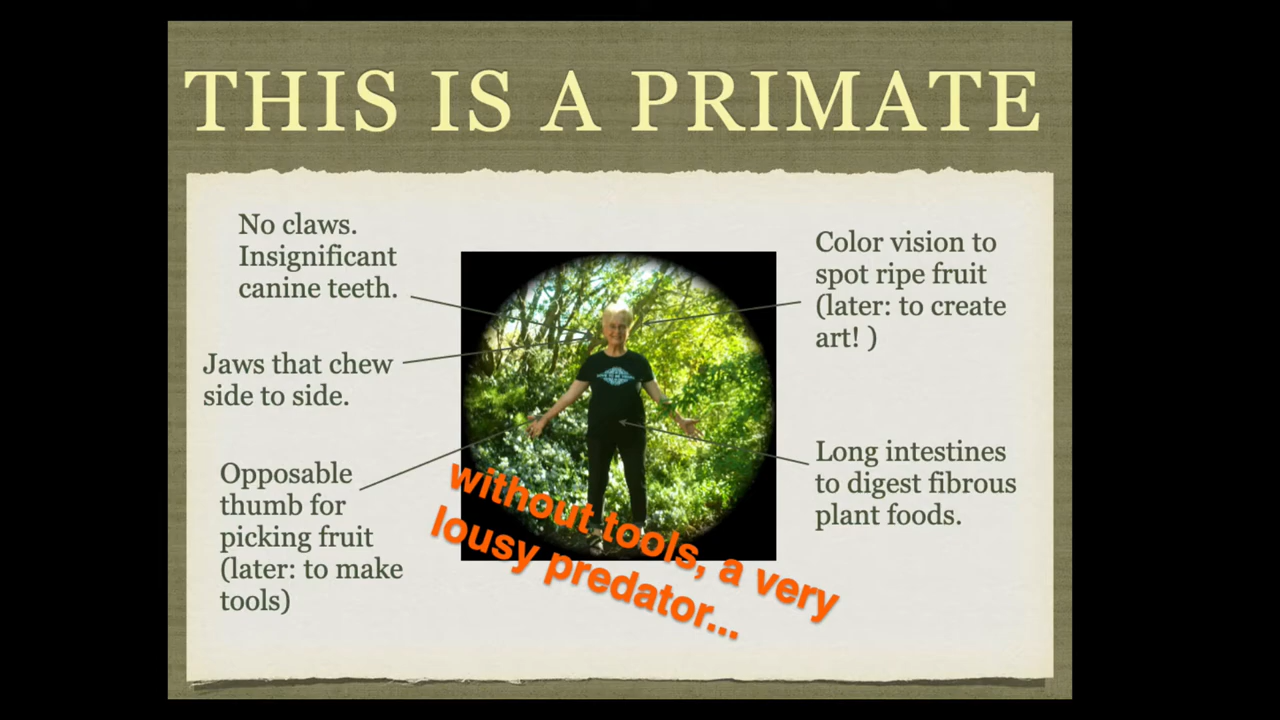 THIS IS A PRIMATE
No claws.
Insignificant
canine teeth.
Jaws that chew
side to side.
Opposable
thumb for
picking fruit
(later: to make
tools)
Color vision to
spot ripe fruit
(later: to create
art! )
Long intestines
to digest fibrous
plant foods.
without tools, a very
lousy predator...